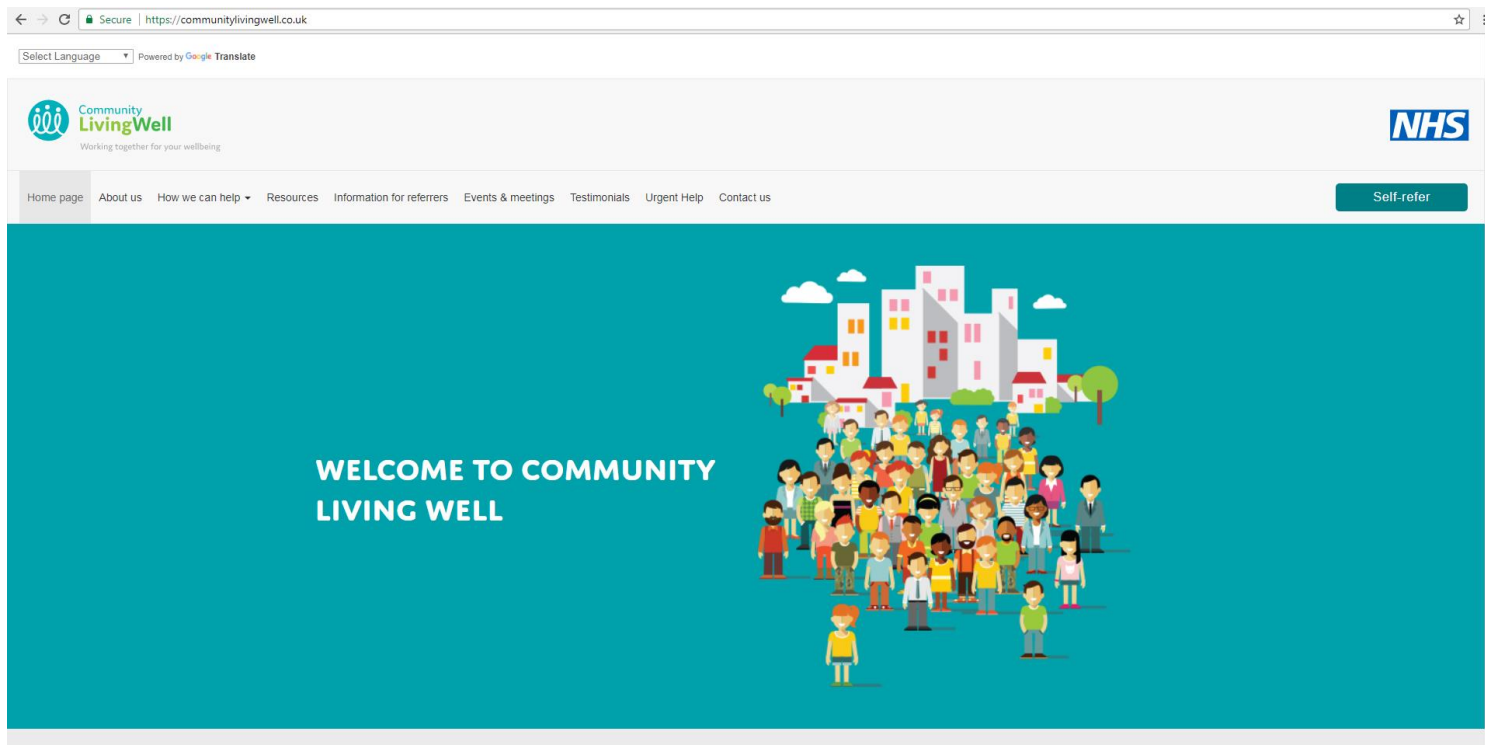 Secure | https://communitylivingwell.co.uk
Select Language Powered by Google Translate
Community
LivingWell
Working together for your wellbeing
NHS
Home page About us How we can help Resources Information for referrers Events & meetings Testimonials Urgent Help Contact us Self-refer
WELCOME TO COMMUNITY
LIVING WELL